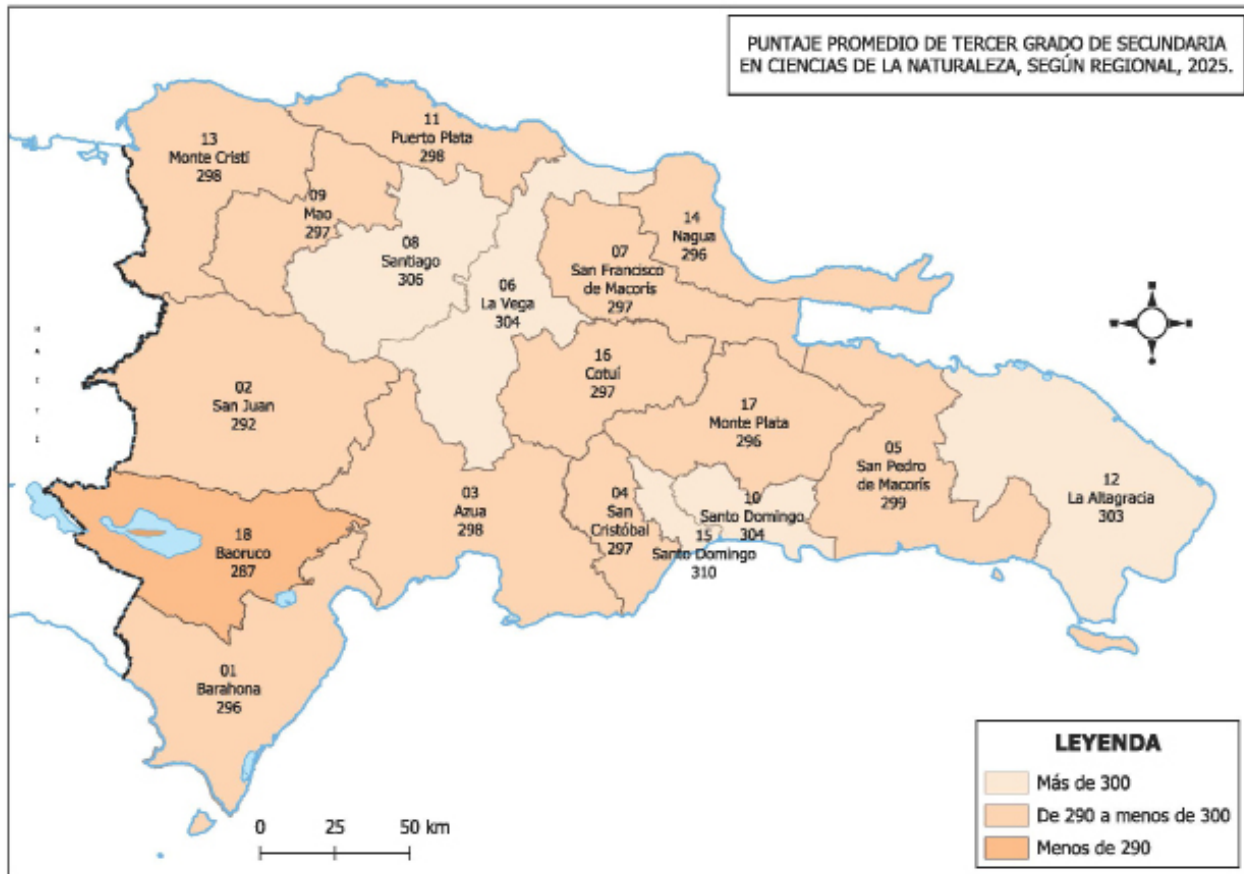 PUNTAJE PROMEDIO DE TERCER GRADO DE SECUNDARIA
EN CIENCIAS DE LA NATURALEZA, SEGÚN REGIONAL, 2025.
13
Monte Cristi
298
11
Puerto Plata
298
09
Mao
297
08
Santiago
306
06
La Vega
304
07
San Francisco
de Macorís
297
14
Nagua
296
02
San Juan
292
16
Cotuí
297
17
Monte Plata
296
05
San Pedro
de Macorís
299
12
La Altagracia
303
18
Baoruco
287
03
Azua
298
04
San
Cristóbal
297
10
Santo Domingo
304
15
Santo Domingo
310
01
Barahona
296
0 25 50 km
LEYENDA
Más de 300
De 290 a menos de 300
Menos de 290